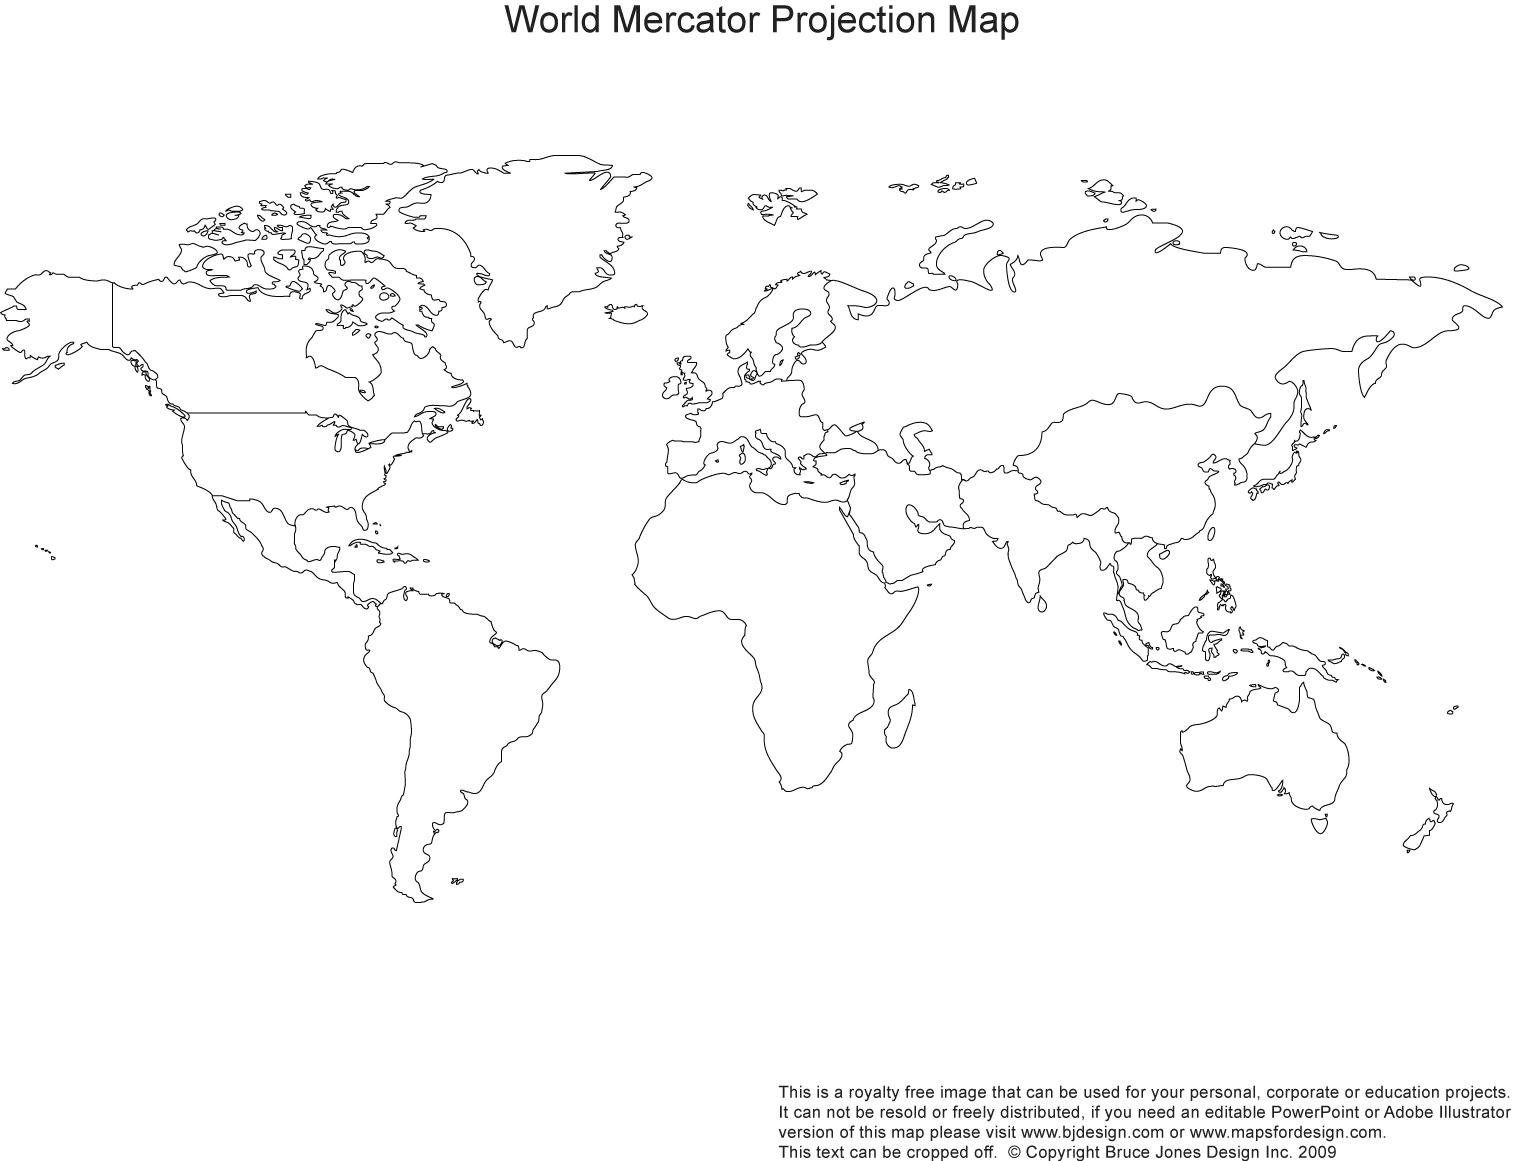 World Mercator Projection Map
This is a royalty free image that can be used for your personal, corporate or education projects.
It can not be resold or freely distributed, if you need an editable PowerPoint or Adobe Illustrator
version of this map please visit www.bjdesign.com or www.mapsfordesign.com.
This text can be cropped off.  © Copyright Bruce Jones Design Inc. 2009